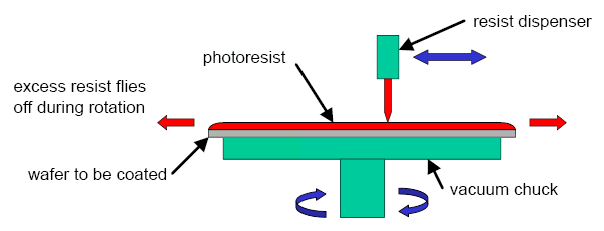 resist dispenser
photoresist
excess resist flies
off during rotation
wafer to be coated
vacuum chuck